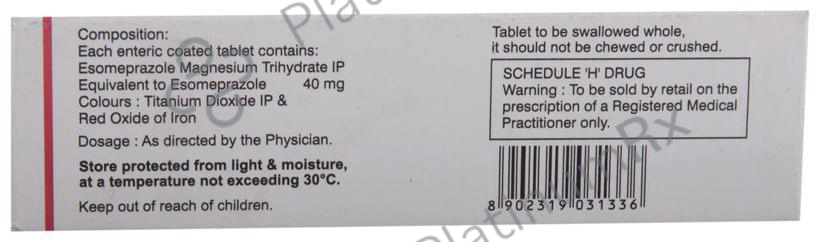 Composition:
Each enteric coated tablet contains:
Esomeprazole Magnesium Trihydrate IP
Equivalent to Esomeprazole 40 mg
Colours : Titanium Dioxide IP &
Red Oxide of Iron
Dosage : As directed by the Physician.
Store protected from light & moisture,
at a temperature not exceeding 30°C.
Keep out of reach of children.
Tablet to be swallowed whole,
it should not be chewed or crushed.
SCHEDULE 'H' DRUG
Warning : To be sold by retail on the
prescription of a Registered Medical
Practitioner only.
8 902319 031336
PlatinumRx